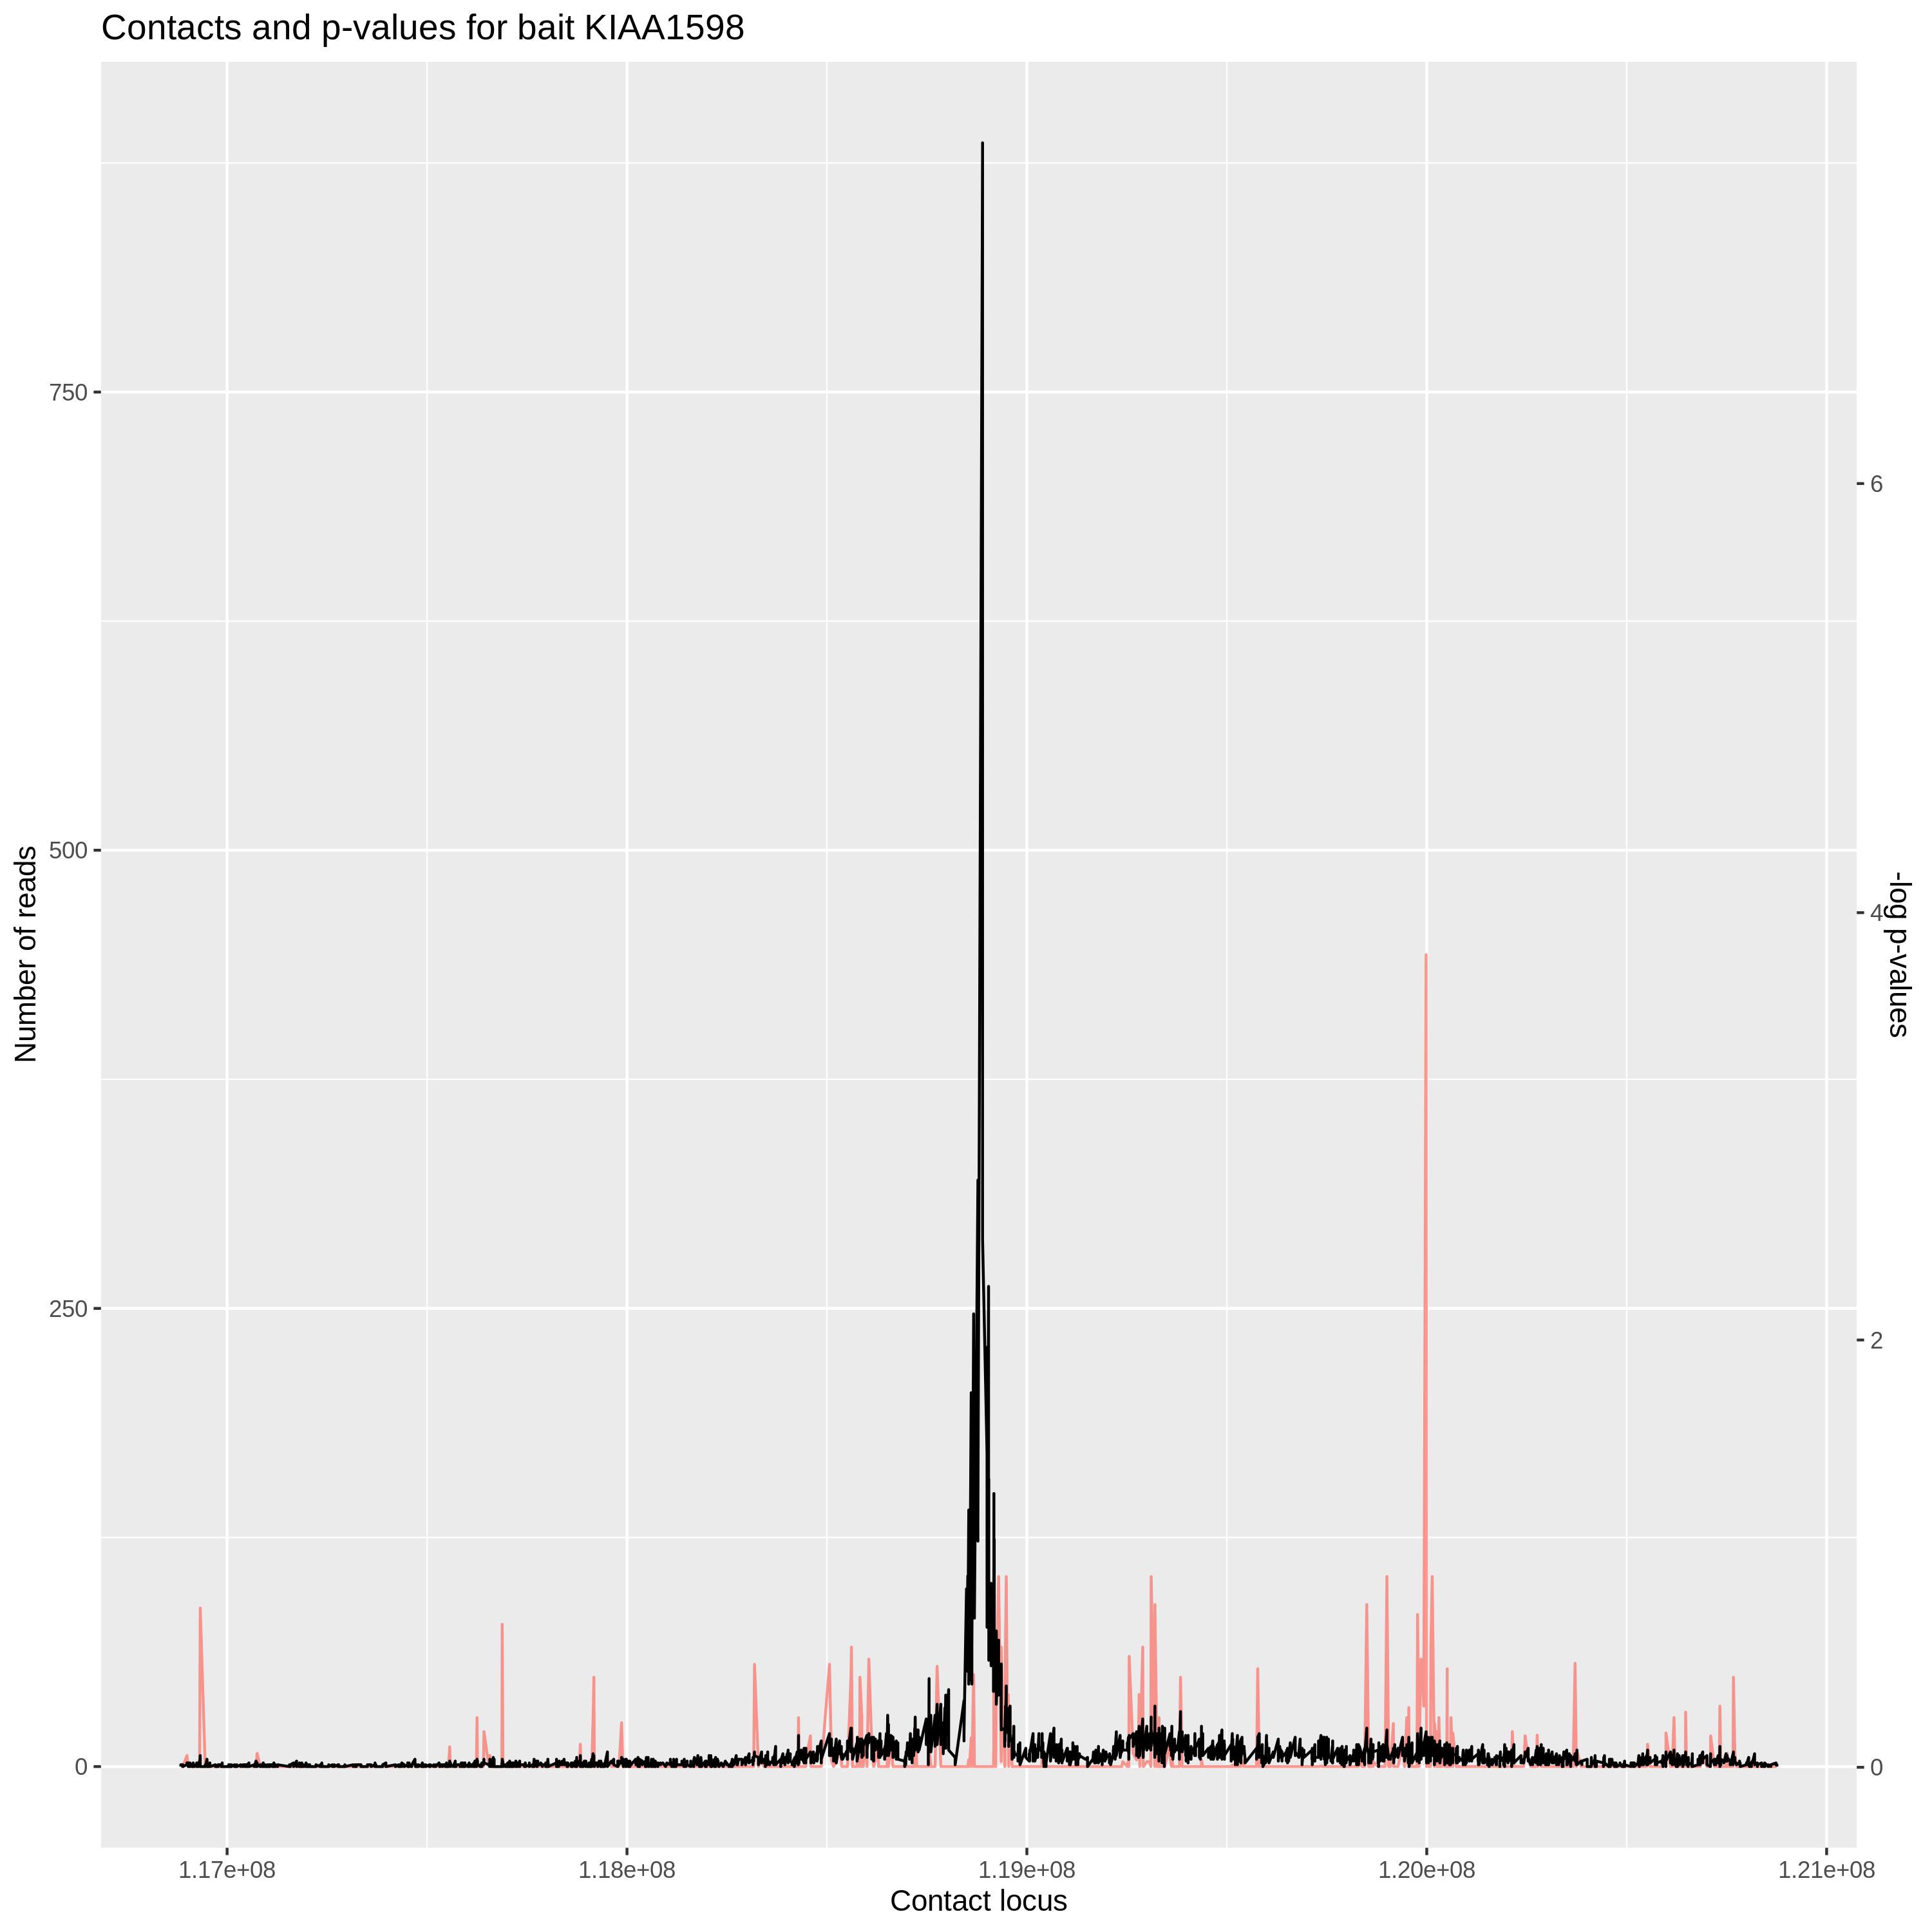 Contacts and p-values for bait KIAA1598
750
500
250
0
Number of reads
6
4
2
0
-log p-values
1.17e+08
1.18e+08
1.19e+08
1.20e+08
1.21e+08
Contact locus